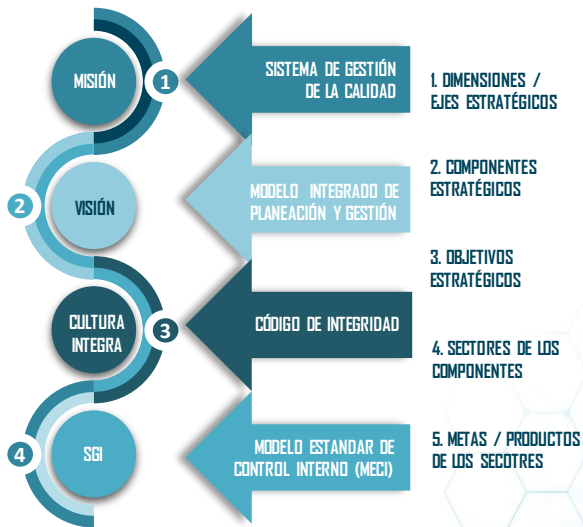 MISIÓN
1
SISTEMA DE GESTIÓN
DE LA CALIDAD
2
VISIÓN
MODELO INTEGRADO DE
PLANEACIÓN Y GESTIÓN
CULTURA
INTEGRA
3
CÓDIGO DE INTEGRIDAD
4
SGI
MODELO ESTANDAR DE
CONTROL INTERNO (MECI)
1. DIMENSIONES /
EJES ESTRATÉGICOS
2. COMPONENTES
ESTRATÉGICOS
3. OBJETIVOS
ESTRATÉGICOS
4. SECTORES DE LOS
COMPONENTES
5. METAS / PRODUCTOS
DE LOS SECOTRES